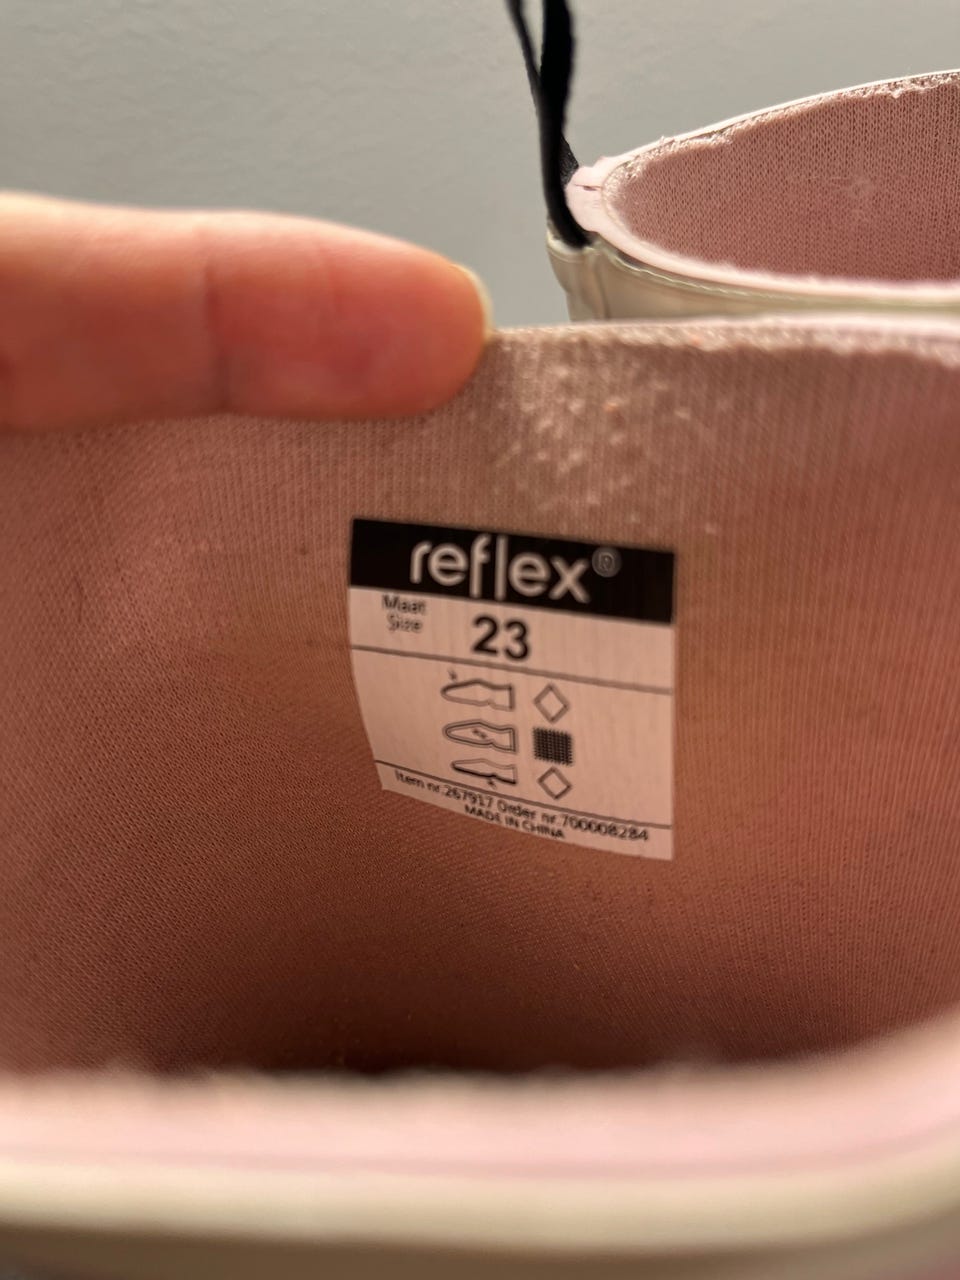 reflex®
Maat
Size
23
Item nr.267917 Order nr.700008284
MADE IN CHINA